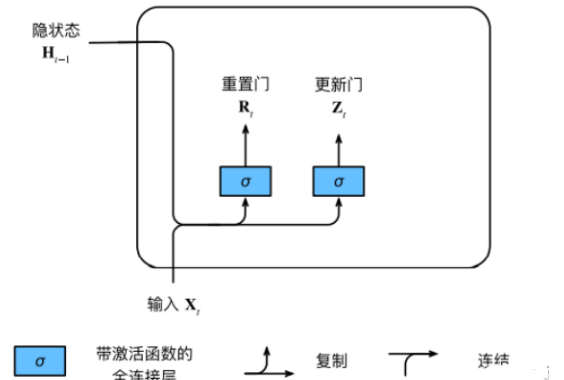 隐状态
H_{t-1}
重置门
更新门
R_t
Z_t
σ
σ
输入 X_t
σ
带激活函数的
全连接层
复制
连结